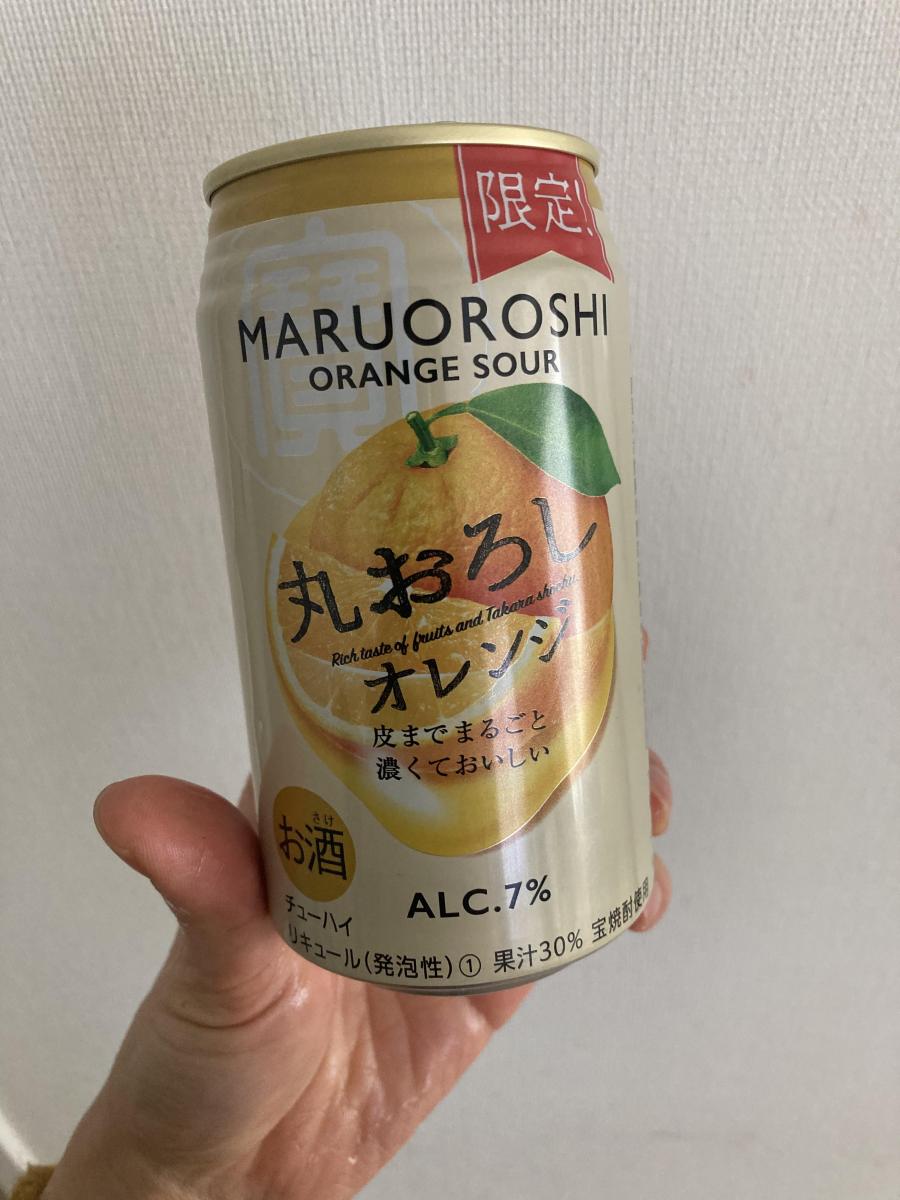 限定!
寳
MARUOROSHI
ORANGE SOUR
丸おろし
Rich taste of fruits and Takara shochu.
オレンジ
皮までまるごと
濃くておいしい
さけ
お酒
ALC.7%
チューハイ
リキュール(発泡性)① 果汁30% 宝焼酎使用